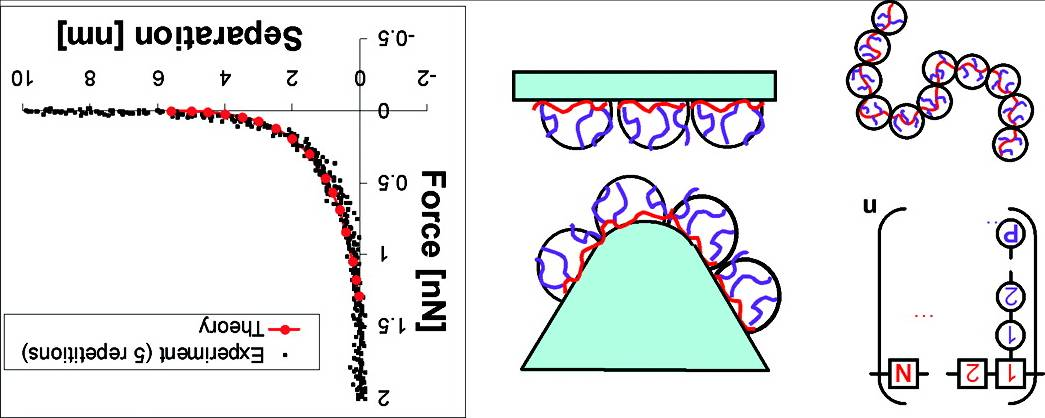 1 2 N
...
1
2
P
...
n
2
1.5
1
0.5
0
-0.5
Force [nN]
Experiment (5 repetitions)
Theory
-2 0 2 4 6 8 10
Separation [nm]